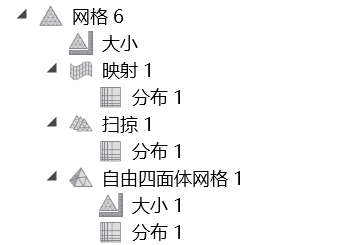 网格 6
大小
映射 1
分布 1
扫掠 1
分布 1
自由四面体网格 1
大小 1
分布 1